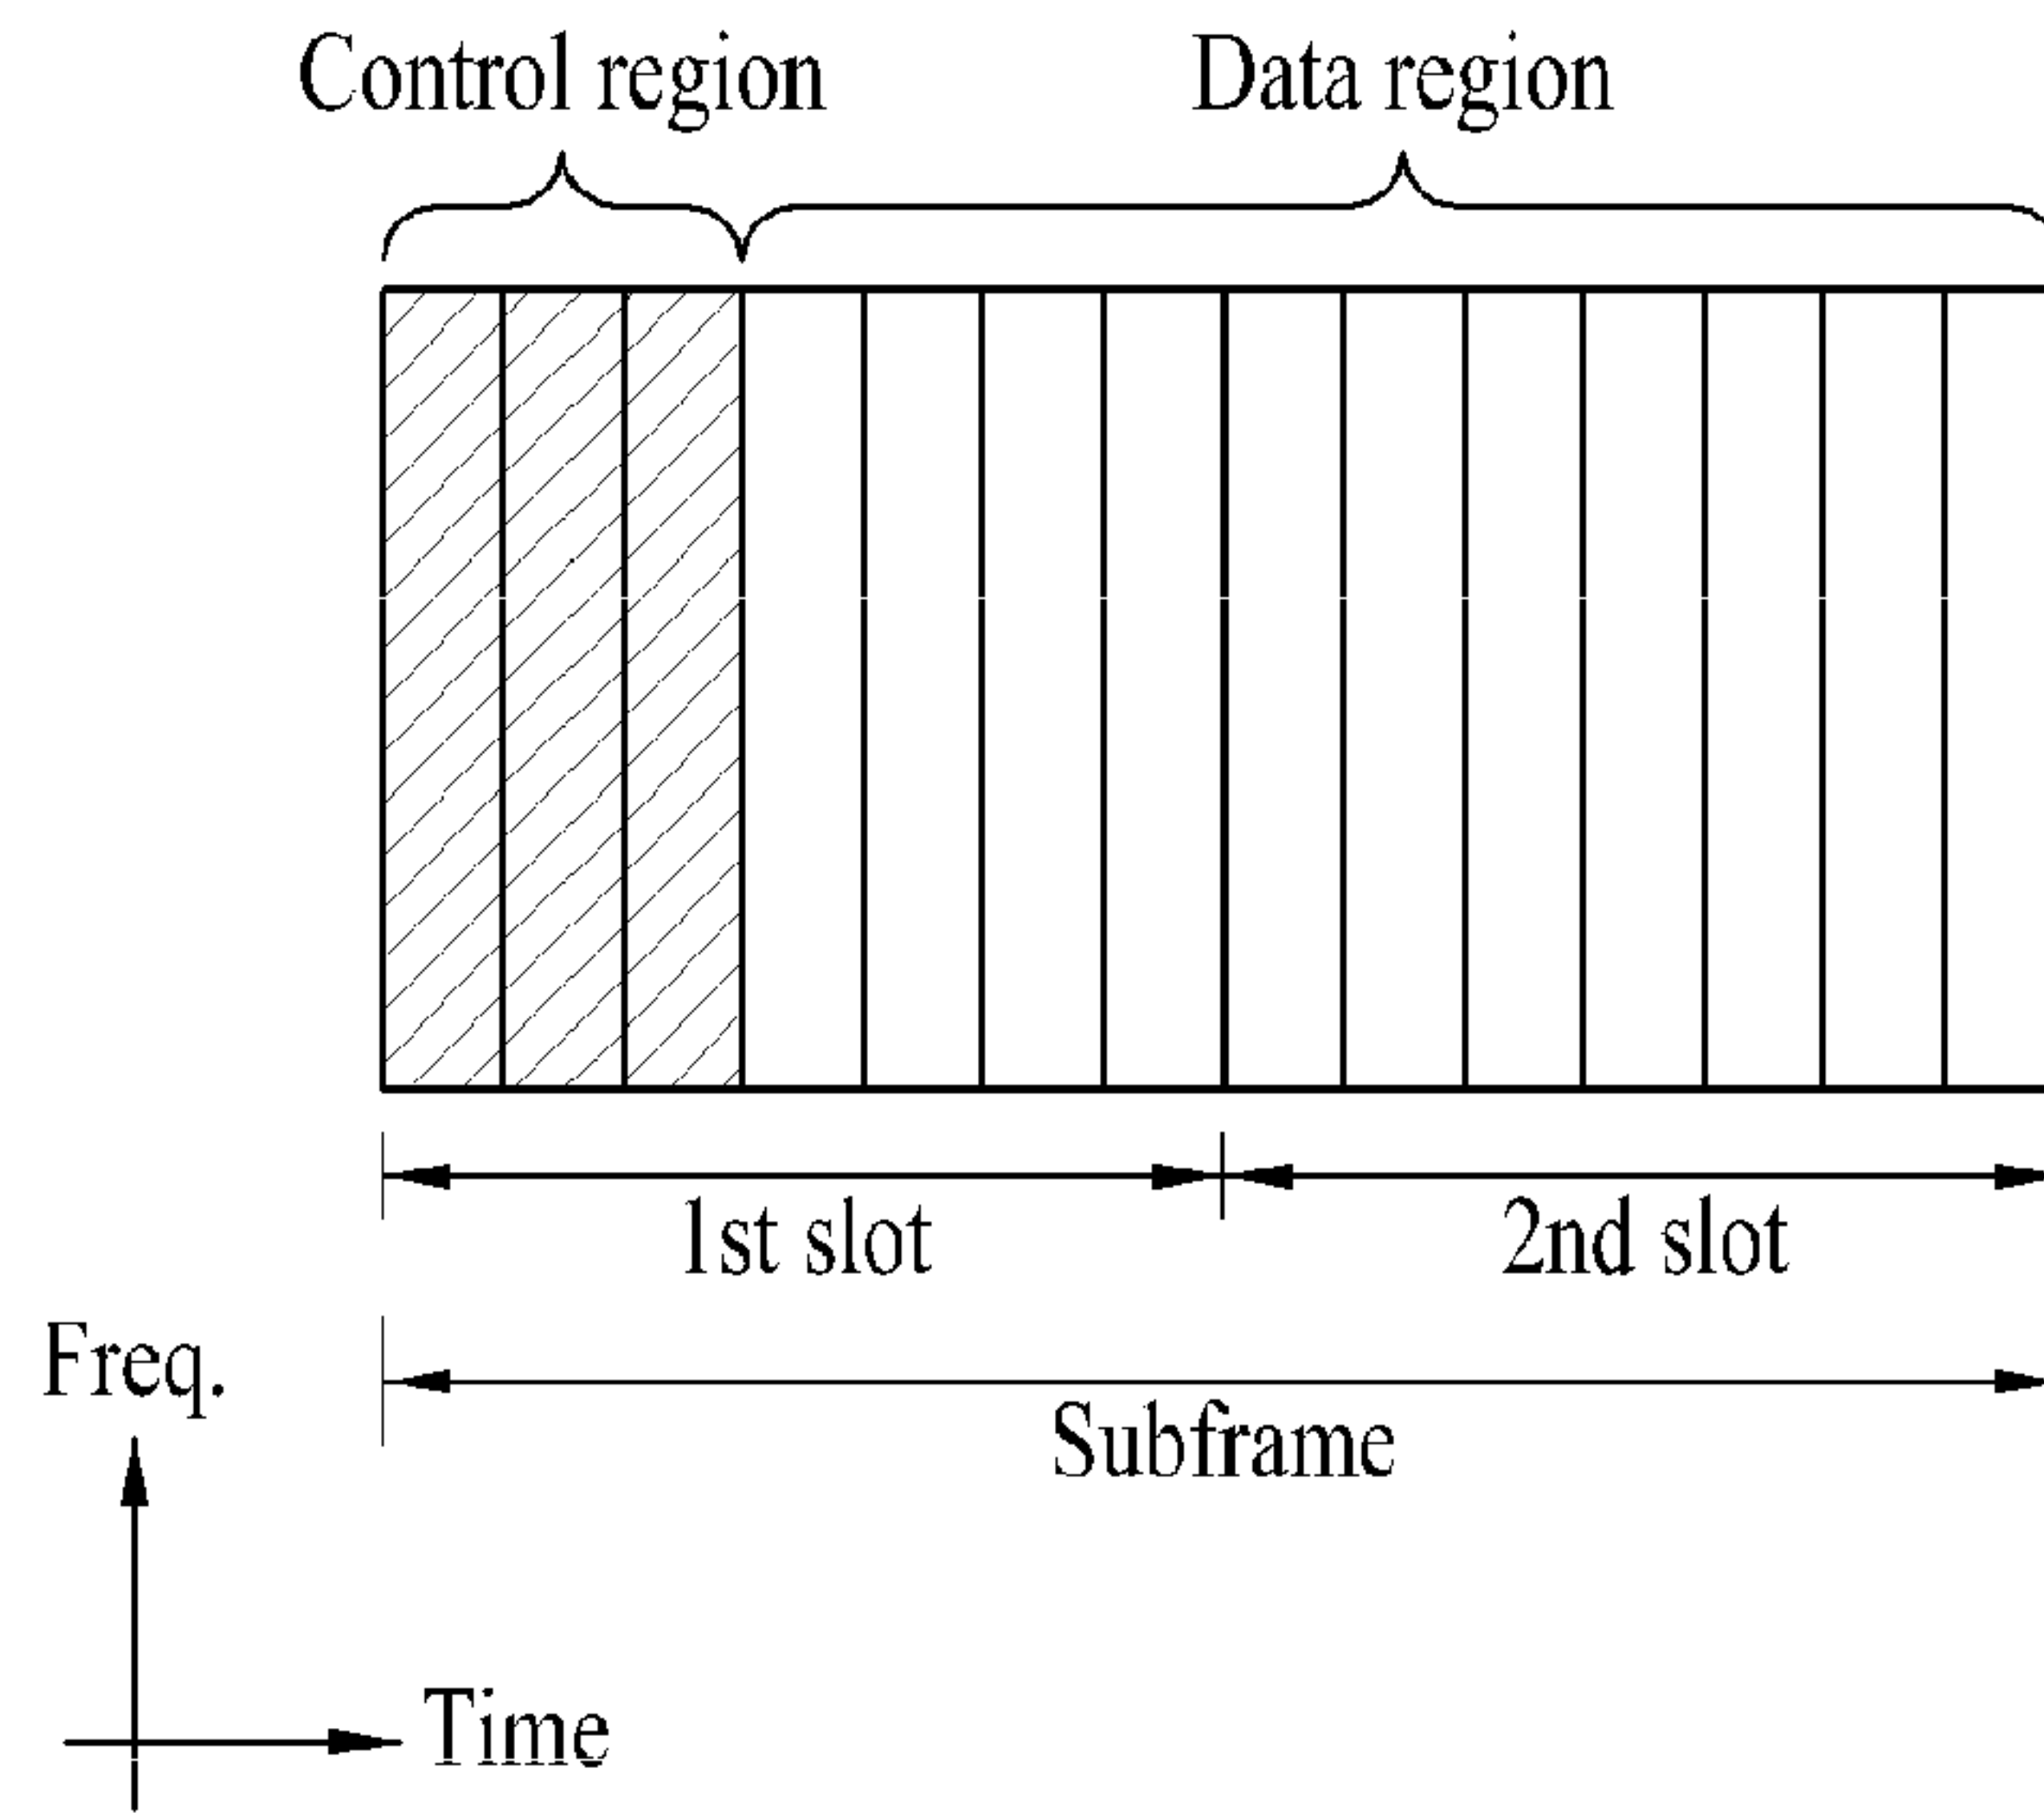 Control region
Data region
1st slot
2nd slot
Freq.
Subframe
Time